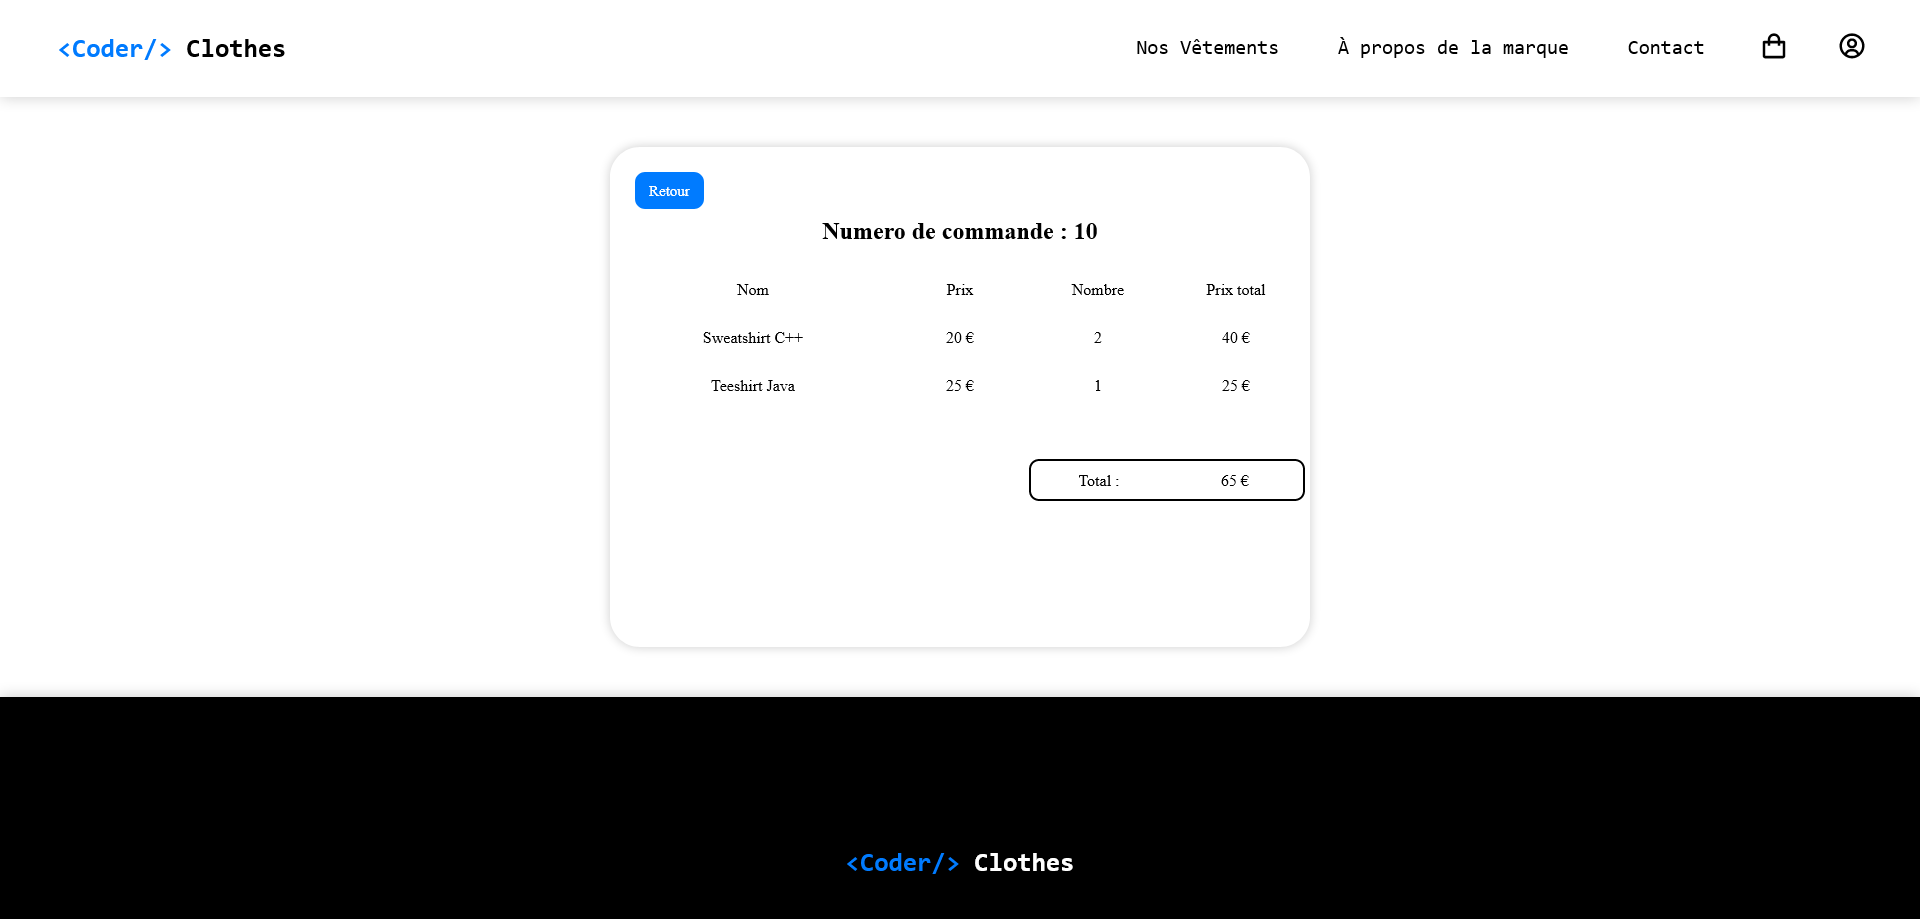 <Coder/> Clothes Nos Vêtements À propos de la marque Contact
Retour
Numero de commande : 10
Nom Prix Nombre Prix total
Sweatshirt C++ 20 € 2 40 €
Teeshirt Java 25 € 1 25 €
Total : 65 €
<Coder/> Clothes